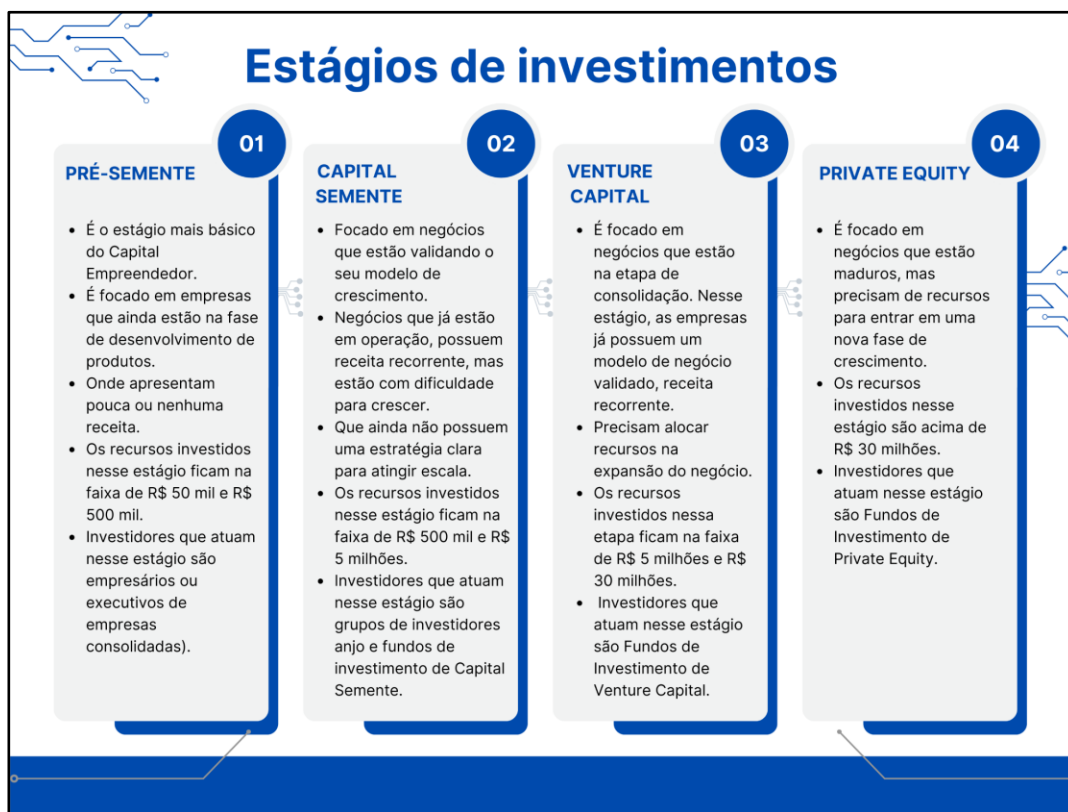 Estágios de investimentos
01
PRÉ-SEMENTE
• É o estágio mais básico
do Capital
Empreendedor.
• É focado em empresas
que ainda estão na fase
de desenvolvimento de
produtos.
• Onde apresentam
pouca ou nenhuma
receita.
• Os recursos investidos
nesse estágio ficam na
faixa de R$ 50 mil e R$
500 mil.
• Investidores que atuam
nesse estágio são
empresários ou
executivos de
empresas
consolidadas).
02
CAPITAL
SEMENTE
• Focado em negócios
que estão validando o
seu modelo de
crescimento.
• Negócios que já estão
em operação, possuem
receita recorrente, mas
estão com dificuldade
para crescer.
• Que ainda não possuem
uma estratégia clara
para atingir escala.
• Os recursos investidos
nesse estágio ficam na
faixa de R$ 500 mil e R$
5 milhões.
• Investidores que atuam
nesse estágio são
grupos de investidores
anjo e fundos de
investimento de Capital
Semente.
03
VENTURE
CAPITAL
• É focado em
negócios que estão
na etapa de
consolidação. Nesse
estágio, as empresas
já possuem um
modelo de negócio
validado, receita
recorrente.
• Precisam alocar
recursos na
expansão do negócio.
• Os recursos
investidos nessa
etapa ficam na faixa
de R$ 5 milhões e R$
30 milhões.
• Investidores que
atuam nesse estágio
são Fundos de
Investimento de
Venture Capital.
04
PRIVATE EQUITY
• É focado em
negócios que estão
maduros, mas
precisam de recursos
para entrar em uma
nova fase de
crescimento.
• Os recursos
investidos nesse
estágio são acima de
R$ 30 milhões.
• Investidores que
atuam nesse estágio
são Fundos de
Investimento de
Private Equity.